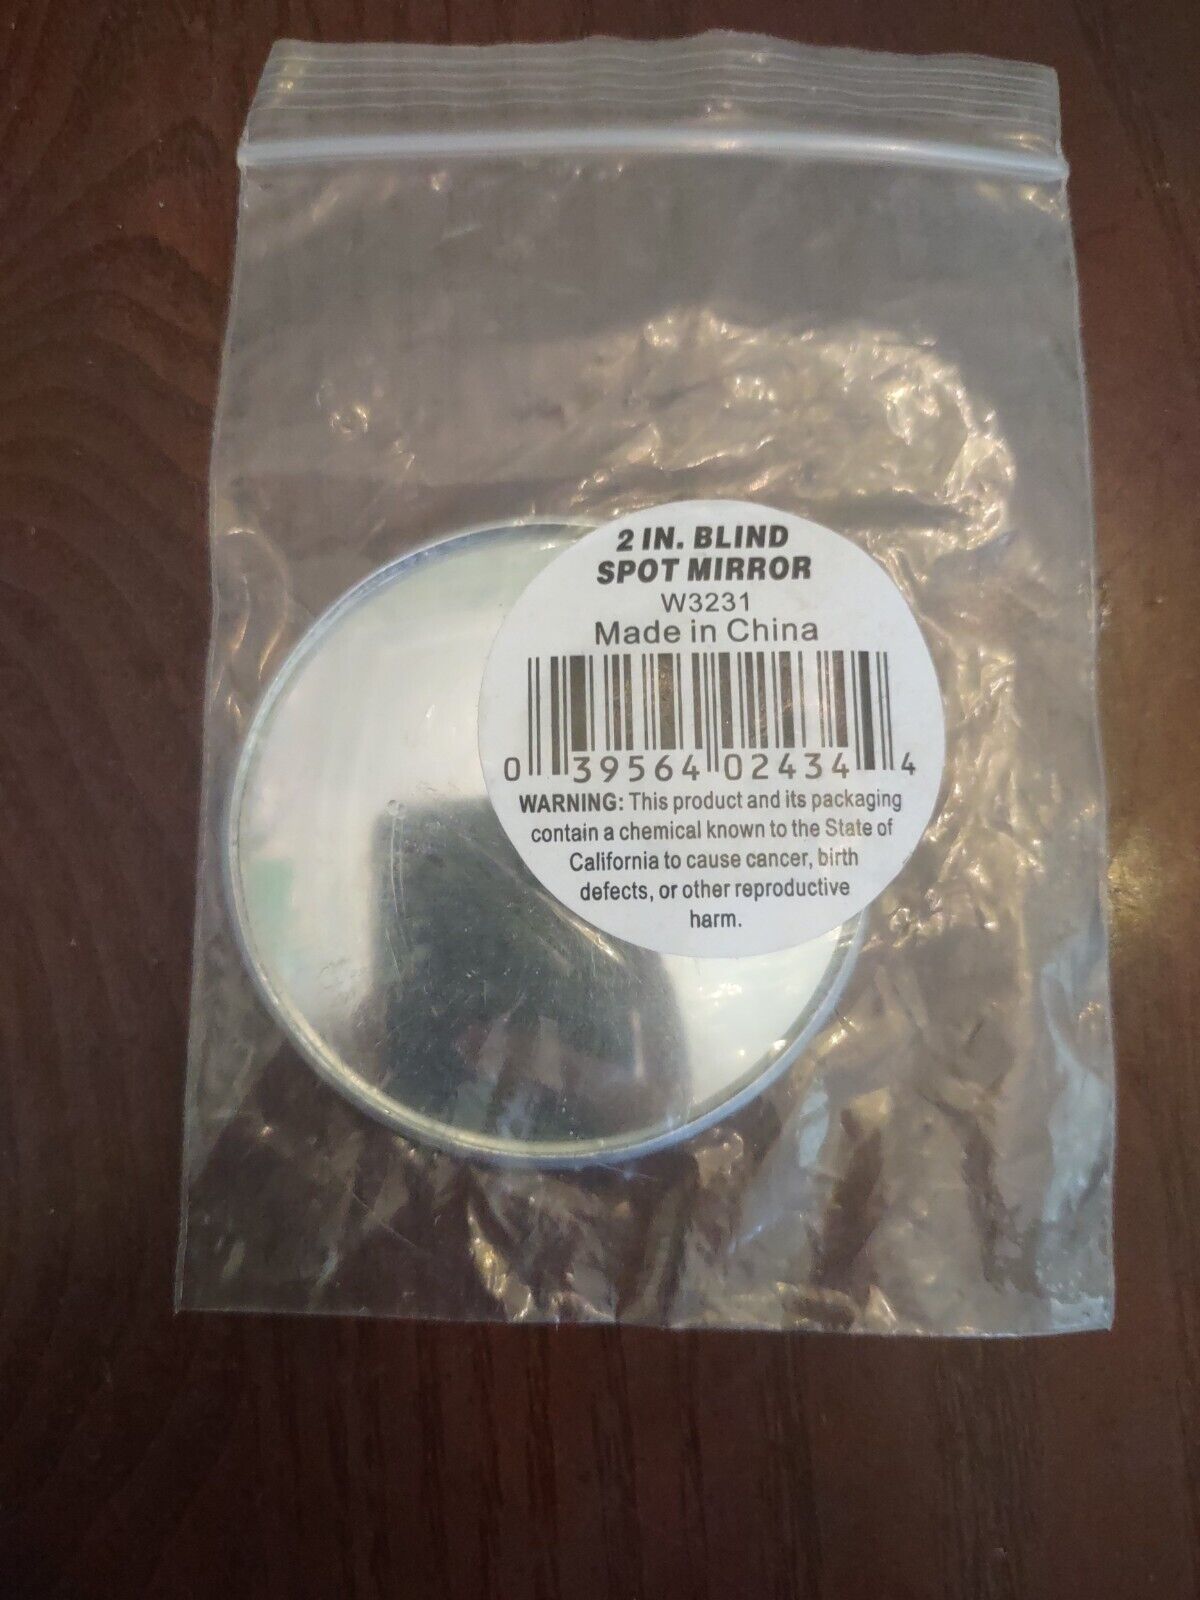 2 IN. BLIND
SPOT MIRROR
W3231
Made in China
0 39564 02434 4
WARNING: This product and its packaging
contain a chemical known to the State of
California to cause cancer, birth
defects, or other reproductive
harm.